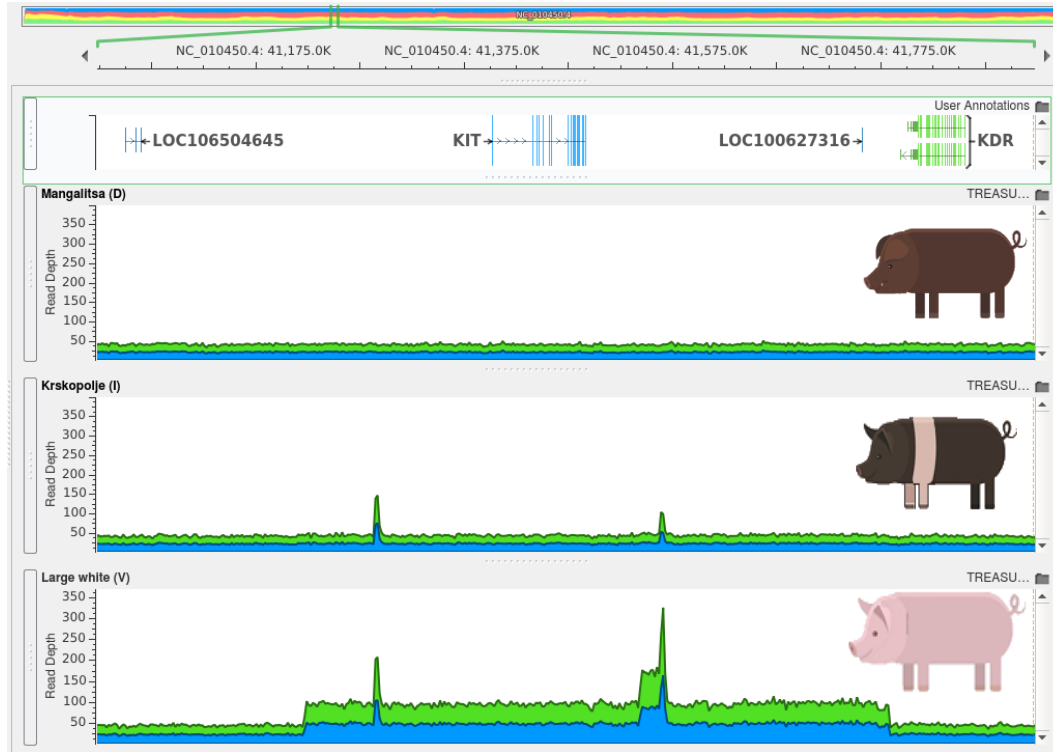 NC_010450.4
NC_010450.4: 41,175.0K NC_010450.4: 41,375.0K NC_010450.4: 41,575.0K NC_010450.4: 41,775.0K
User Annotations
LOC106504645 KIT LOC100627316 KDR
Mangalitsa (D) TREASU...
350
300
250
200
150
100
50
Read Depth
Krskopolje (I) TREASU...
350
300
250
200
150
100
50
Read Depth
Large white (V) TREASU...
350
300
250
200
150
100
50
Read Depth